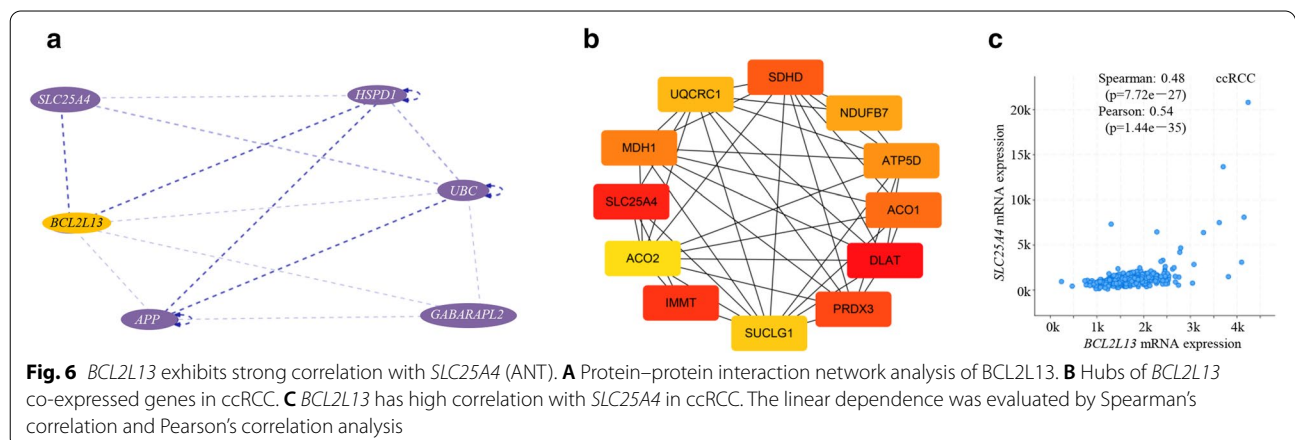 a
SLC25A4
HSPD1
UBC
BCL2L13
APP
GABARAPL2
b
SDHD
UQCRC1
NDUFB7
MDH1
ATP5D
SLC25A4
ACO1
ACO2
DLAT
IMMT
PRDX3
SUCLG1
c
Spearman: 0.48
(p=7.72e−27)
Pearson: 0.54
(p=1.44e−35)
ccRCC
SLC25A4 mRNA expression
20k
15k
10k
5k
0k
0k 1k 2k 3k 4k
BCL2L13 mRNA expression
Fig. 6 BCL2L13 exhibits strong correlation with SLC25A4 (ANT). A Protein–protein interaction network analysis of BCL2L13. B Hubs of BCL2L13
co-expressed genes in ccRCC. C BCL2L13 has high correlation with SLC25A4 in ccRCC. The linear dependence was evaluated by Spearman's
correlation and Pearson's correlation analysis